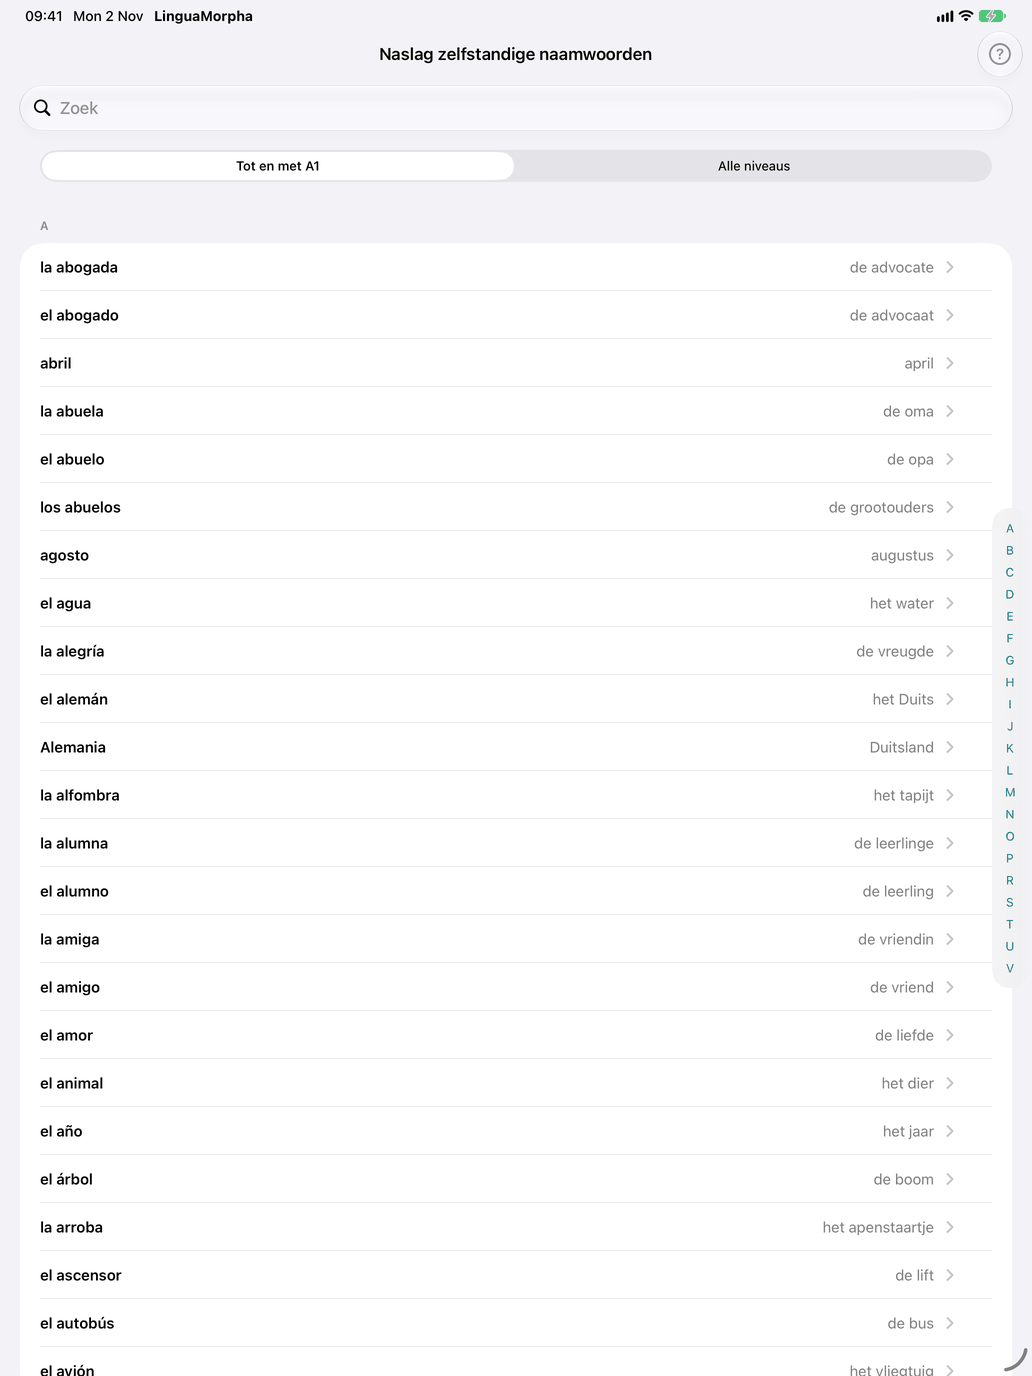 09:41 Mon 2 Nov LinguaMorpha
Naslag zelfstandige naamwoorden
?
Zoek
Tot en met A1 Alle niveaus
A
la abogada de advocate
el abogado de advocaat
abril april
la abuela de oma
el abuelo de opa
los abuelos de grootouders
agosto augustus
el agua het water
la alegría de vreugde
el alemán het Duits
Alemania Duitsland
la alfombra het tapijt
la alumna de leerlinge
el alumno de leerling
la amiga de vriendin
el amigo de vriend
el amor de liefde
el animal het dier
el año het jaar
el árbol de boom
la arroba het apenstaartje
el ascensor de lift
el autobús de bus
el avión het vliegtuig
A
B
C
D
E
F
G
H
I
J
K
L
M
N
O
P
R
S
T
U
V